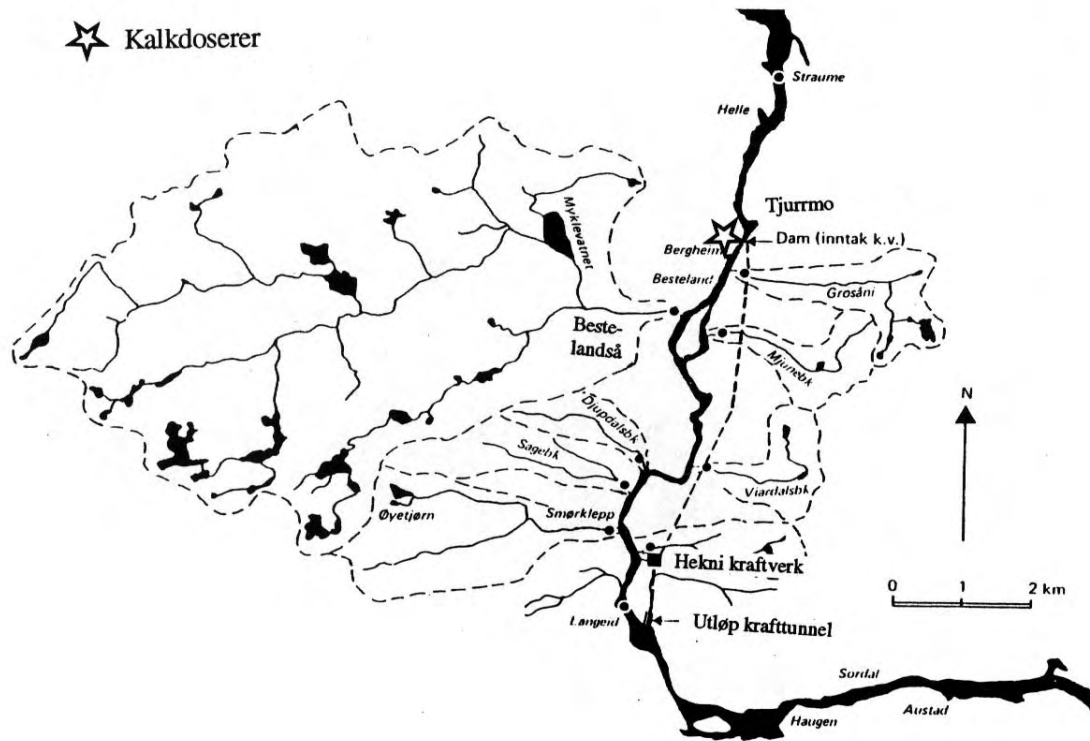 Kalkdoserer
Straume
Helle
Tjurrmo
Dam (inntak k.v.)
Bergheim
Myklevatnet
Besteland
Grosåni
Beste-
landså
Mjunebk
N
Djupdalsbk
Sagebk
Viardalsbk
Øyetjørn
Smørklepp
Hekni kraftverk
0 1 2 km
Langeid
Utløp krafttunnel
Sordal
Austad
Haugen